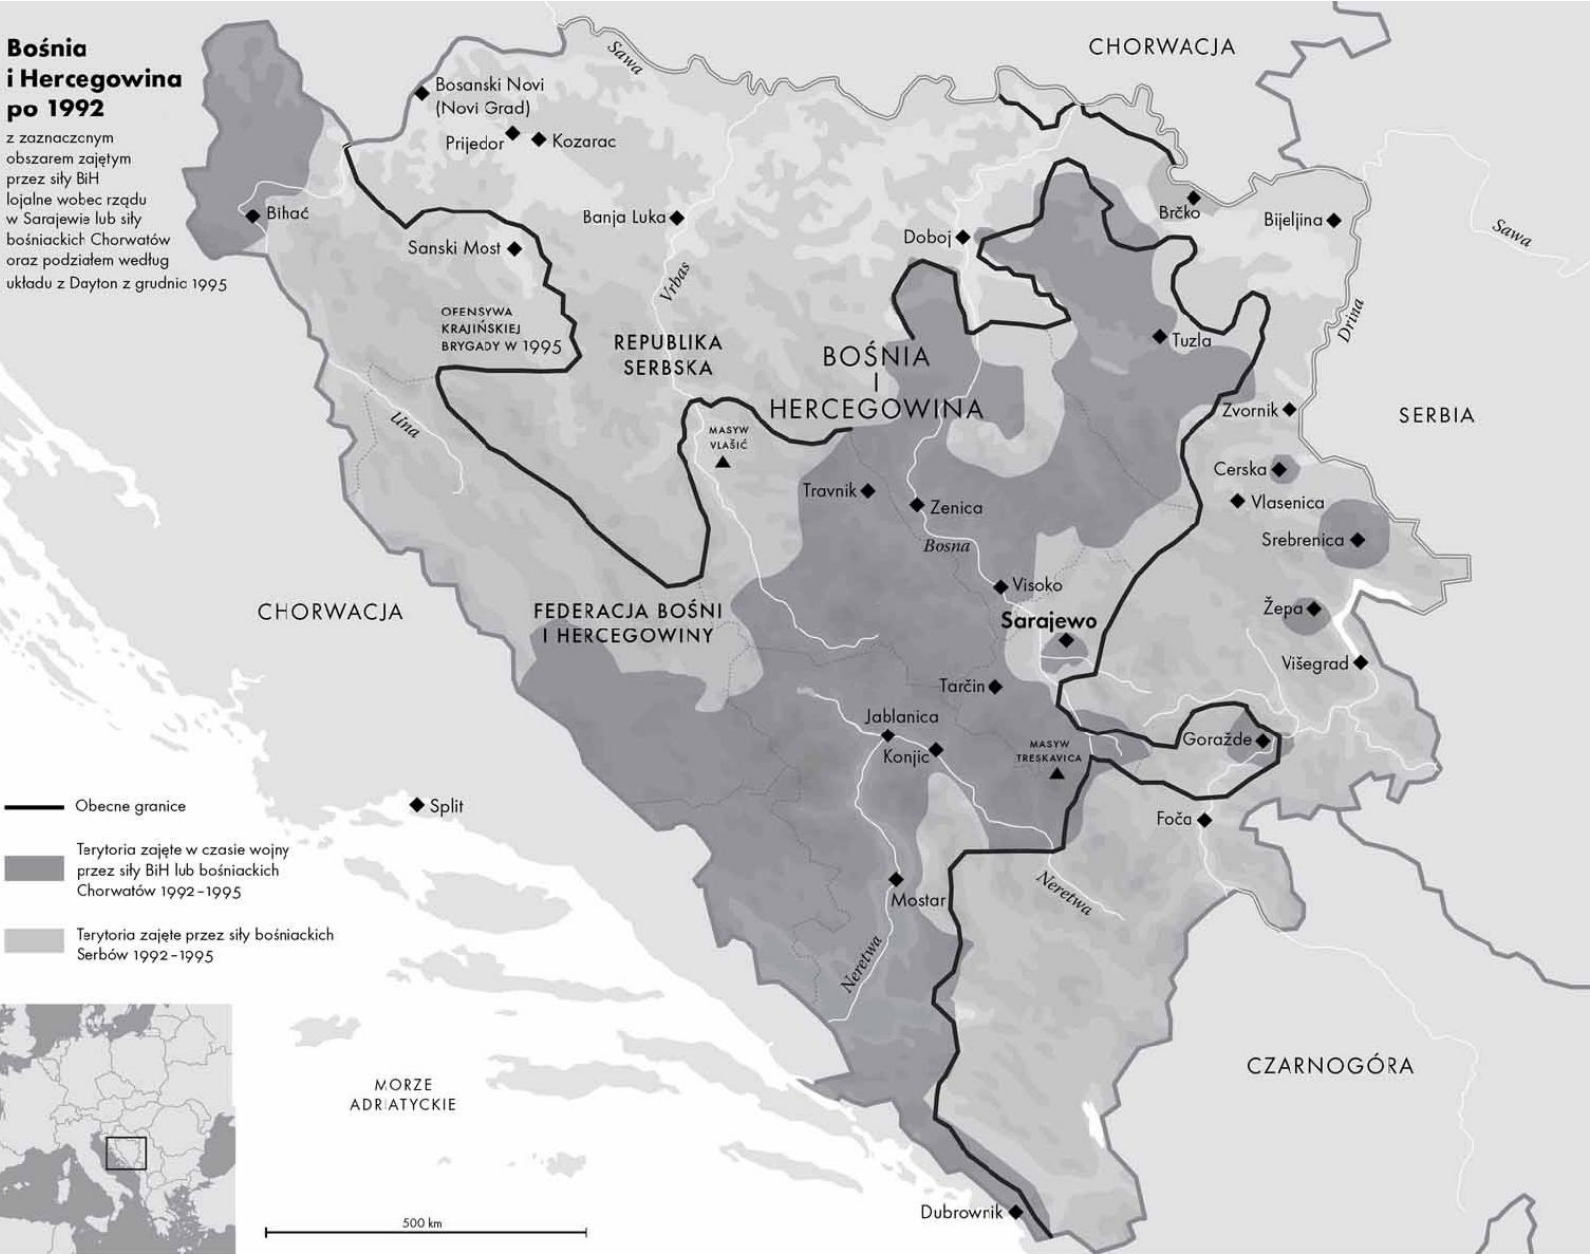 Bośnia
i Hercegowina
po 1992
z zaznaczcnym
obszarem zajętym
przez siły BiH
lojalne wobec rządu
w Sarajewie lub siły
bośniackich Chorwatów
oraz podziałem według
układu z Dayton z grudnic 1995
CHORWACJA
Sawa
Bosanski Novi
(Novi Grad)
Prijedor
Kozarac
Bihać
Banja Luka
Sanski Most
Vrbas
Doboj
Brčko
Bijeljina
Sawa
Drina
OFENSYWA
KRAJIŃSKIEJ
BRYGADY W 1995
REPUBLIKA
SERBSKA
BOŚNIA
I
HERCEGOWINA
Tuzla
Zvornik
SERBIA
Lina
MASYW
VLAŠIĆ
Travnik
Zenica
Bosna
Cerska
Vlasenica
Srebrenica
Visoko
Sarajewo
Žepa
Višegrad
CHORWACJA
FEDERACJA BOŚNI
I HERCEGOWINY
Tarčin
Jablanica
Konjic
MASYW
TRESKAVICA
Goražde
Foča
Split
Mostar
Neretwa
Neretwa
Obecne granice
Terytoria zajęte w czasie wojny
przez siły BiH lub bośniackich
Chorwatów 1992–1995
Terytoria zajęte przez siły bośniackich
Serbów 1992–1995
MORZE
ADRIATYCKIE
CZARNOGÓRA
Dubrownik
500 km